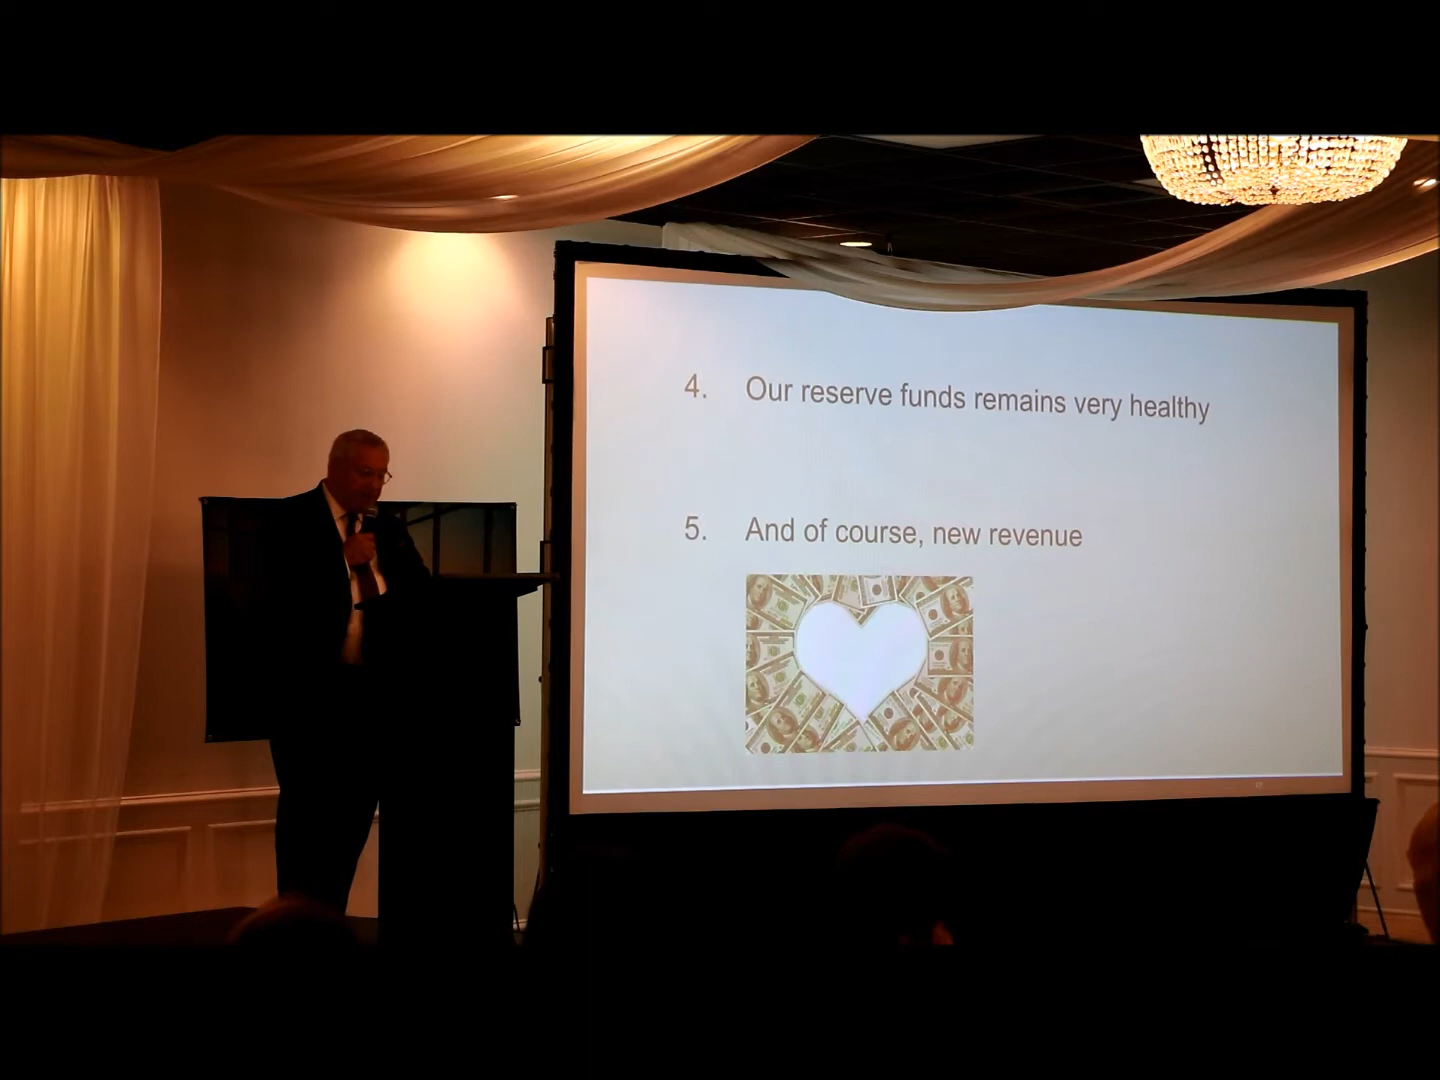 4. Our reserve funds remains very healthy
5. And of course, new revenue